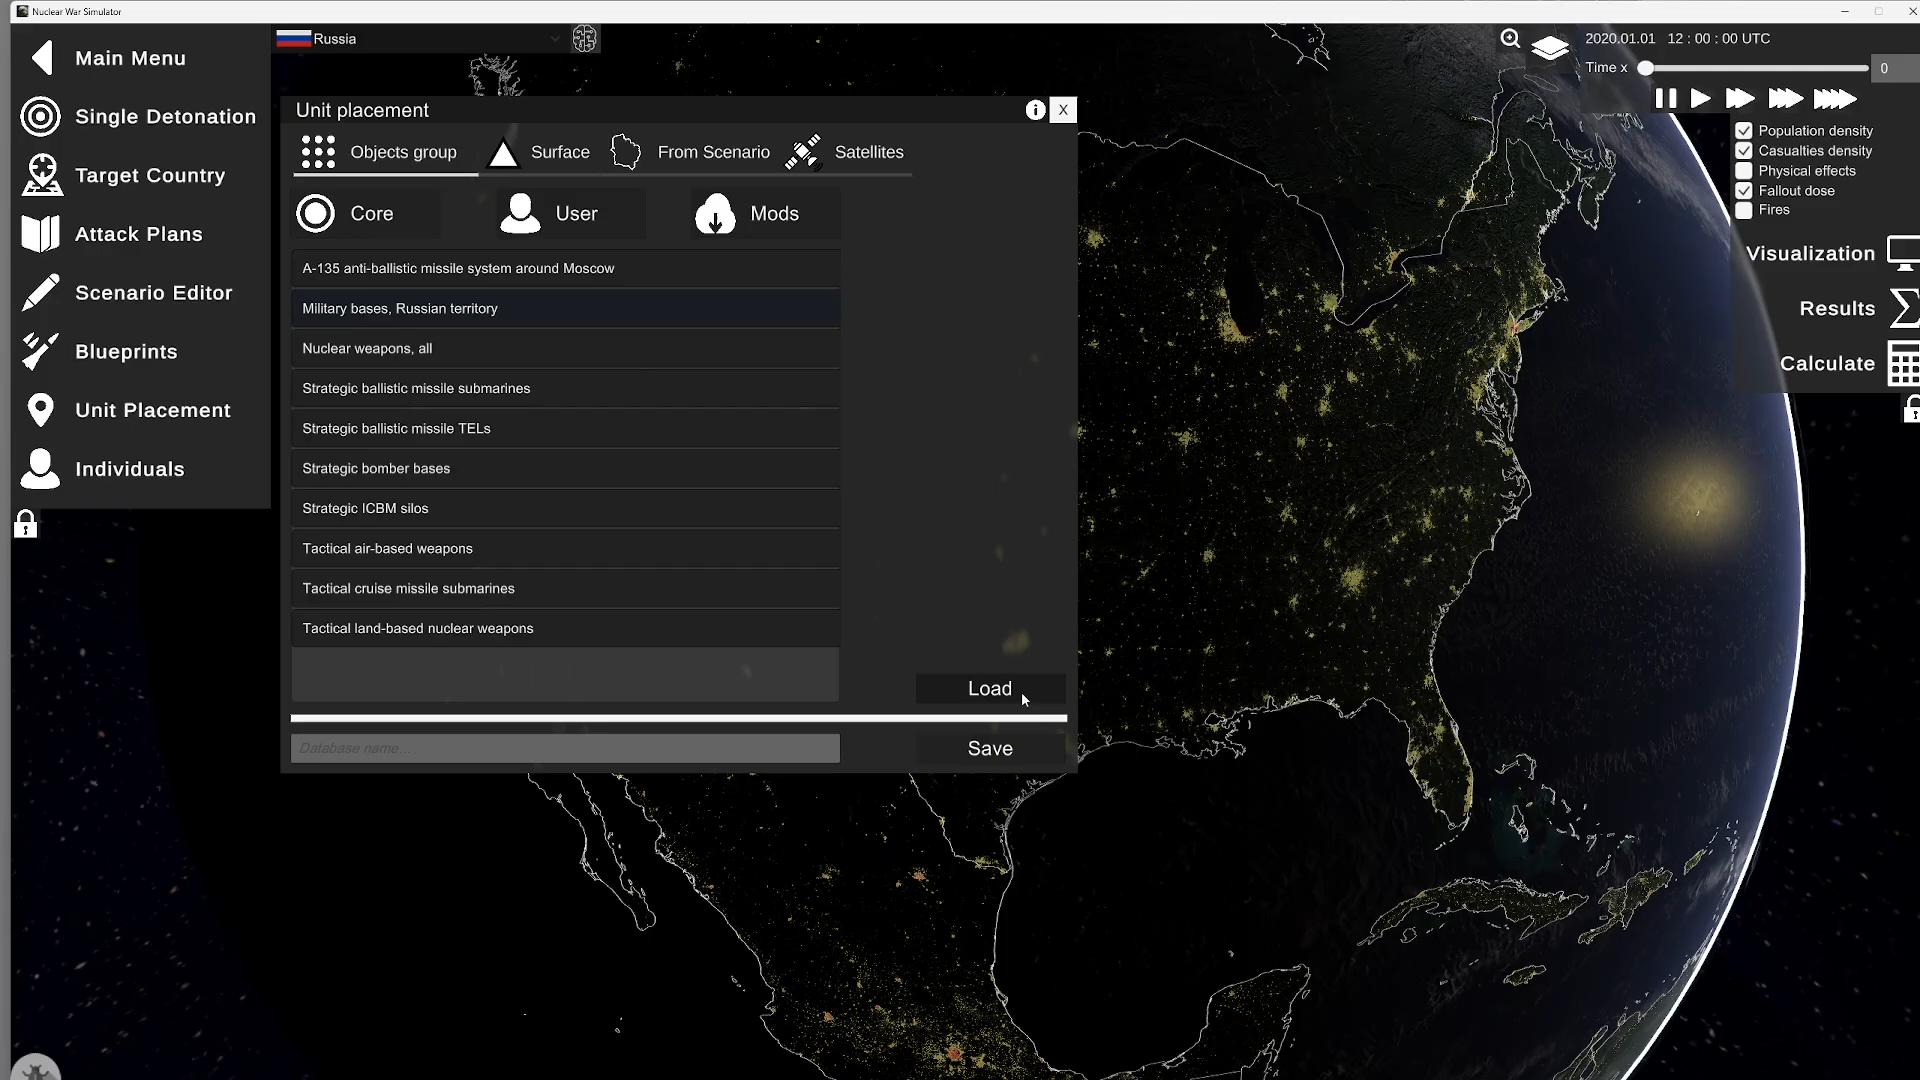 Nuclear War Simulator
Main Menu
Single Detonation
Target Country
Attack Plans
Scenario Editor
Blueprints
Unit Placement
Individuals
Russia
Unit placement
X
Objects group
Surface
From Scenario
Satellites
Core
User
Mods
A-135 anti-ballistic missile system around Moscow
Military bases, Russian territory
Nuclear weapons, all
Strategic ballistic missile submarines
Strategic ballistic missile TELs
Strategic bomber bases
Strategic ICBM silos
Tactical air-based weapons
Tactical cruise missile submarines
Tactical land-based nuclear weapons
Load
Database name...
Save
2020.01.01 12 : 00 : 00 UTC
Time x
0
Population density
Casualties density
Physical effects
Fallout dose
Fires
Visualization
Results
Calculate